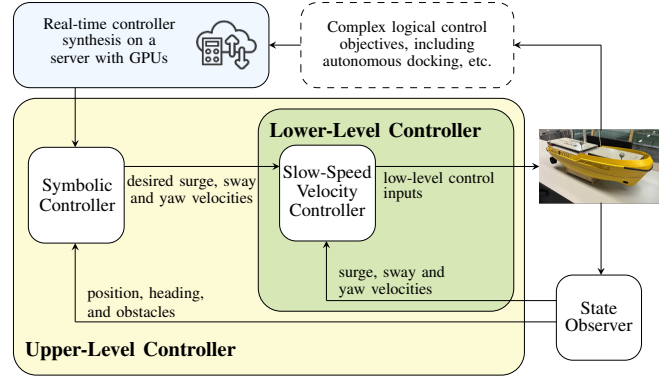 Real-time controller
synthesis on a
server with GPUs
Complex logical control
objectives, including
autonomous docking, etc.
Lower-Level Controller
Symbolic
Controller
desired surge, sway
and yaw velocities
Slow-Speed
Velocity
Controller
low-level control
inputs
surge, sway and
yaw velocities
position, heading,
and obstacles
State
Observer
Upper-Level Controller